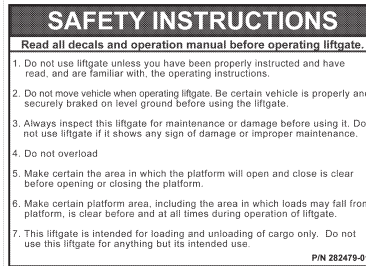 SAFETY INSTRUCTIONS
Read all decals and operation manual before operating liftgate.
1. Do not use liftgate unless you have been properly instructed and have
read, and are familiar with, the operating instructions.
2. Do not move vehicle when operating liftgate. Be certain vehicle is properly and
securely braked on level ground before using the liftgate.
3. Always inspect this liftgate for maintenance or damage before using it. Do
not use liftgate if it shows any sign of damage or improper maintenance.
4. Do not overload
5. Make certain the area in which the platform will open and close is clear
before opening or closing the platform.
6. Make certain platform area, including the area in which loads may fall from
platform, is clear before and at all times during operation of liftgate.
7. This liftgate is intended for loading and unloading of cargo only. Do not
use this liftgate for anything but its intended use.
P/N 282479-0